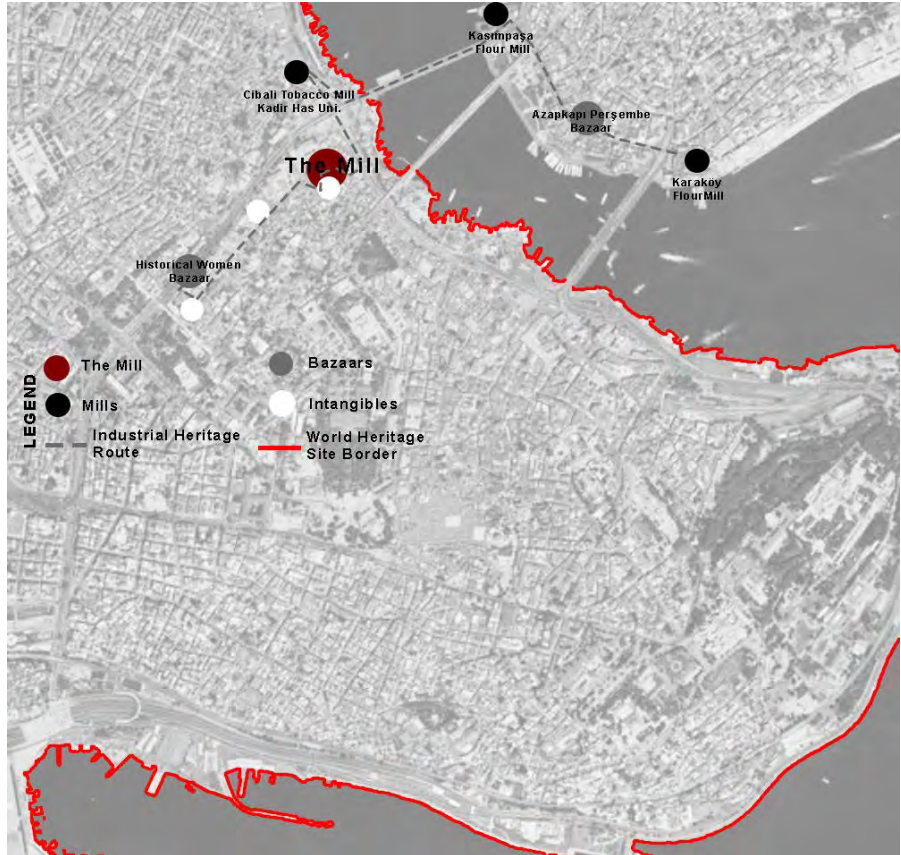 Kasımpaşa
Flour Mill
Cibali Tobacco Mill
Kadir Has Uni.
Azapkapı Perşembe
Bazaar
The Mill
Karaköy
FlourMill
Historical Women
Bazaar
LEGEND
The Mill
Bazaars
Mills
Intangibles
Industrial Heritage
Route
World Heritage
Site Border